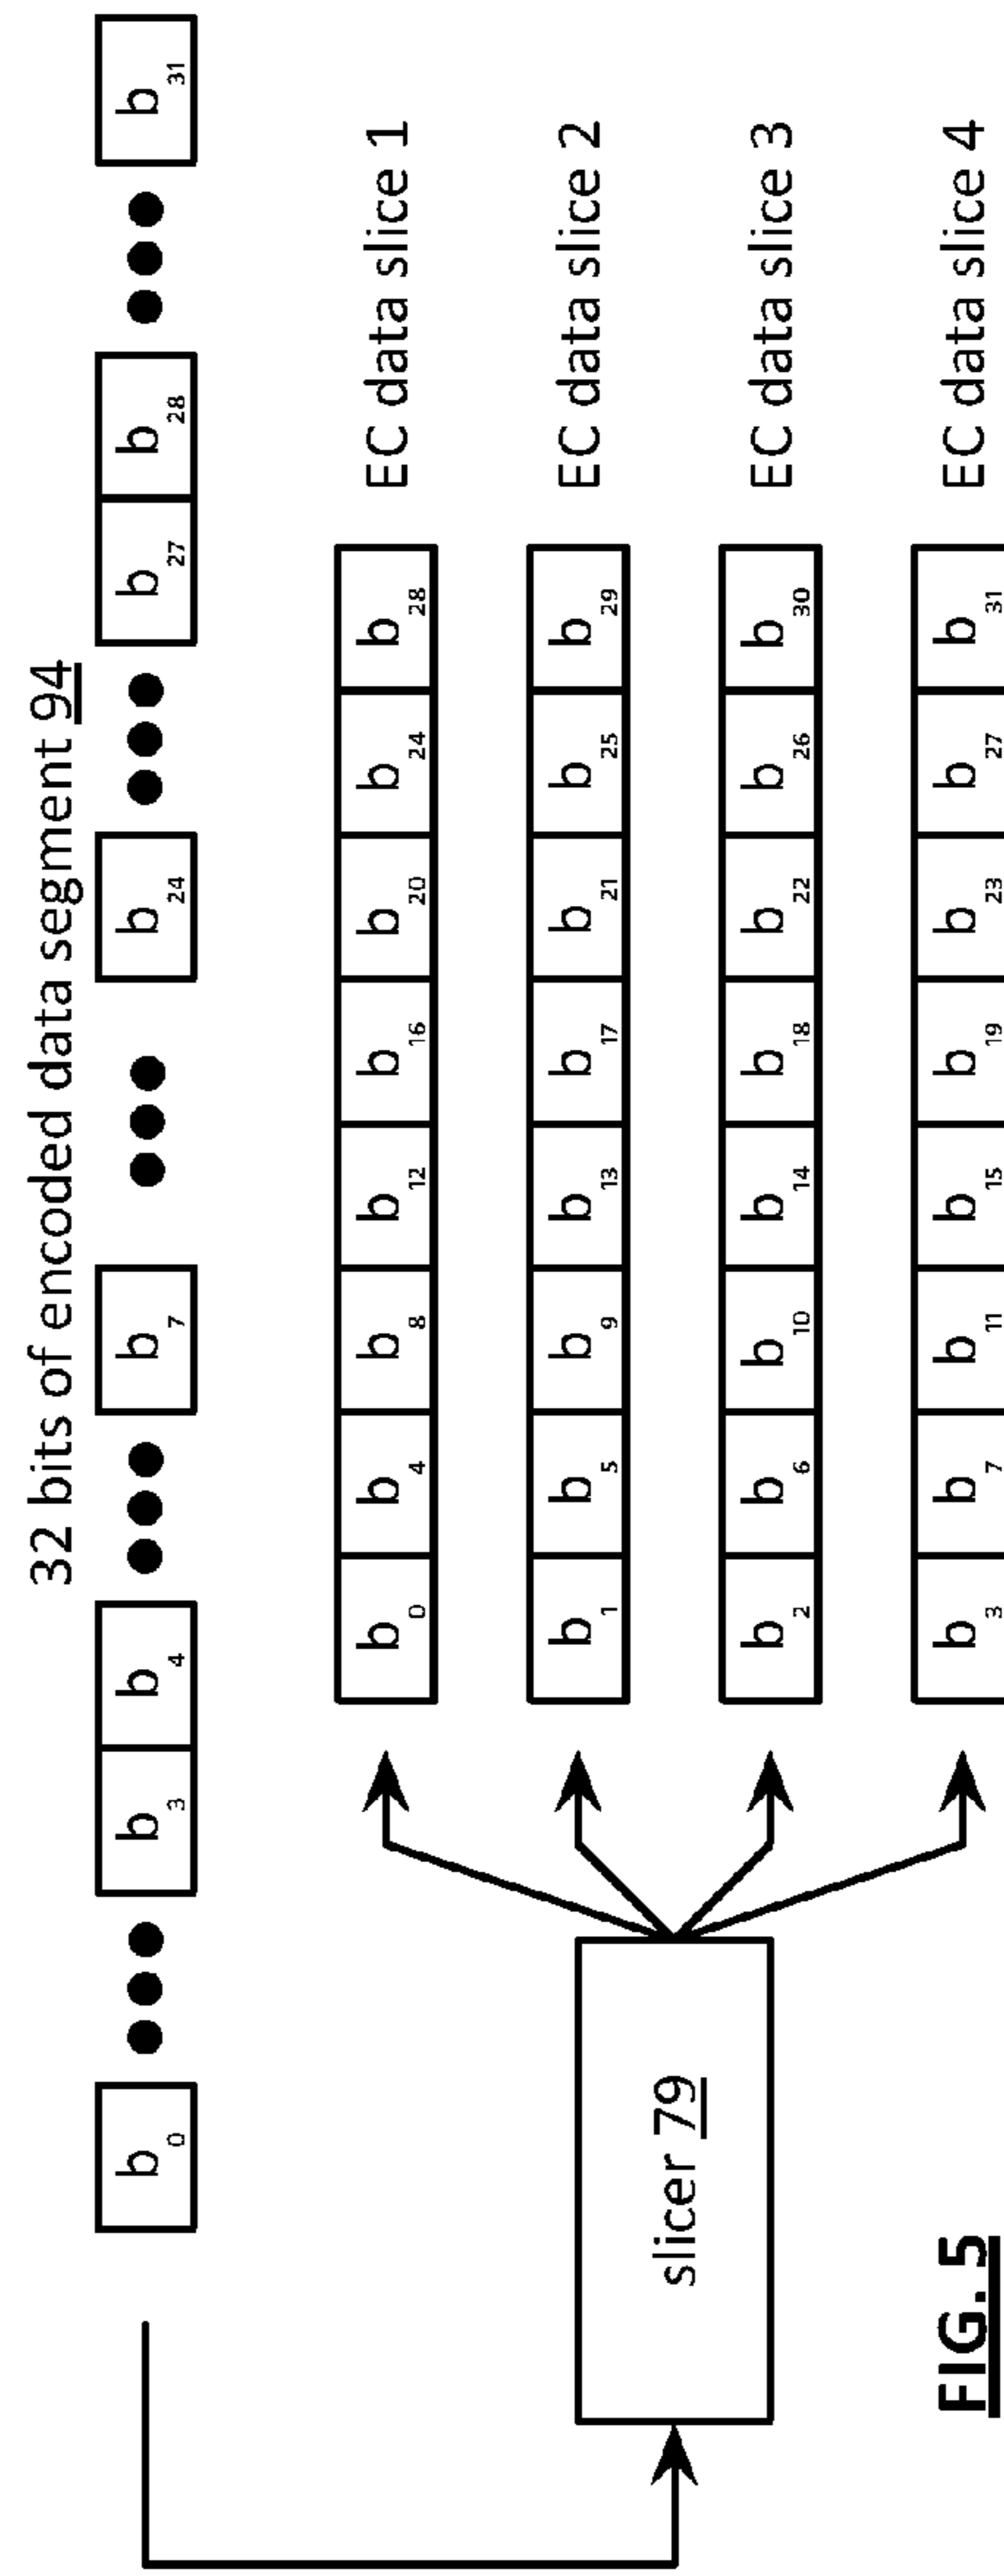 32 bits of encoded data segment 94
b0 ••• b3 b4 ••• b7 ••• b24 ••• b27 b28 ••• b31
b0 b4 b8 b12 b16 b20 b24 b28 EC data slice 1
b1 b5 b9 b13 b17 b21 b25 b29 EC data slice 2
slicer 79
b2 b6 b10 b14 b18 b22 b26 b30 EC data slice 3
b3 b7 b11 b15 b19 b23 b27 b31 EC data slice 4
FIG. 5